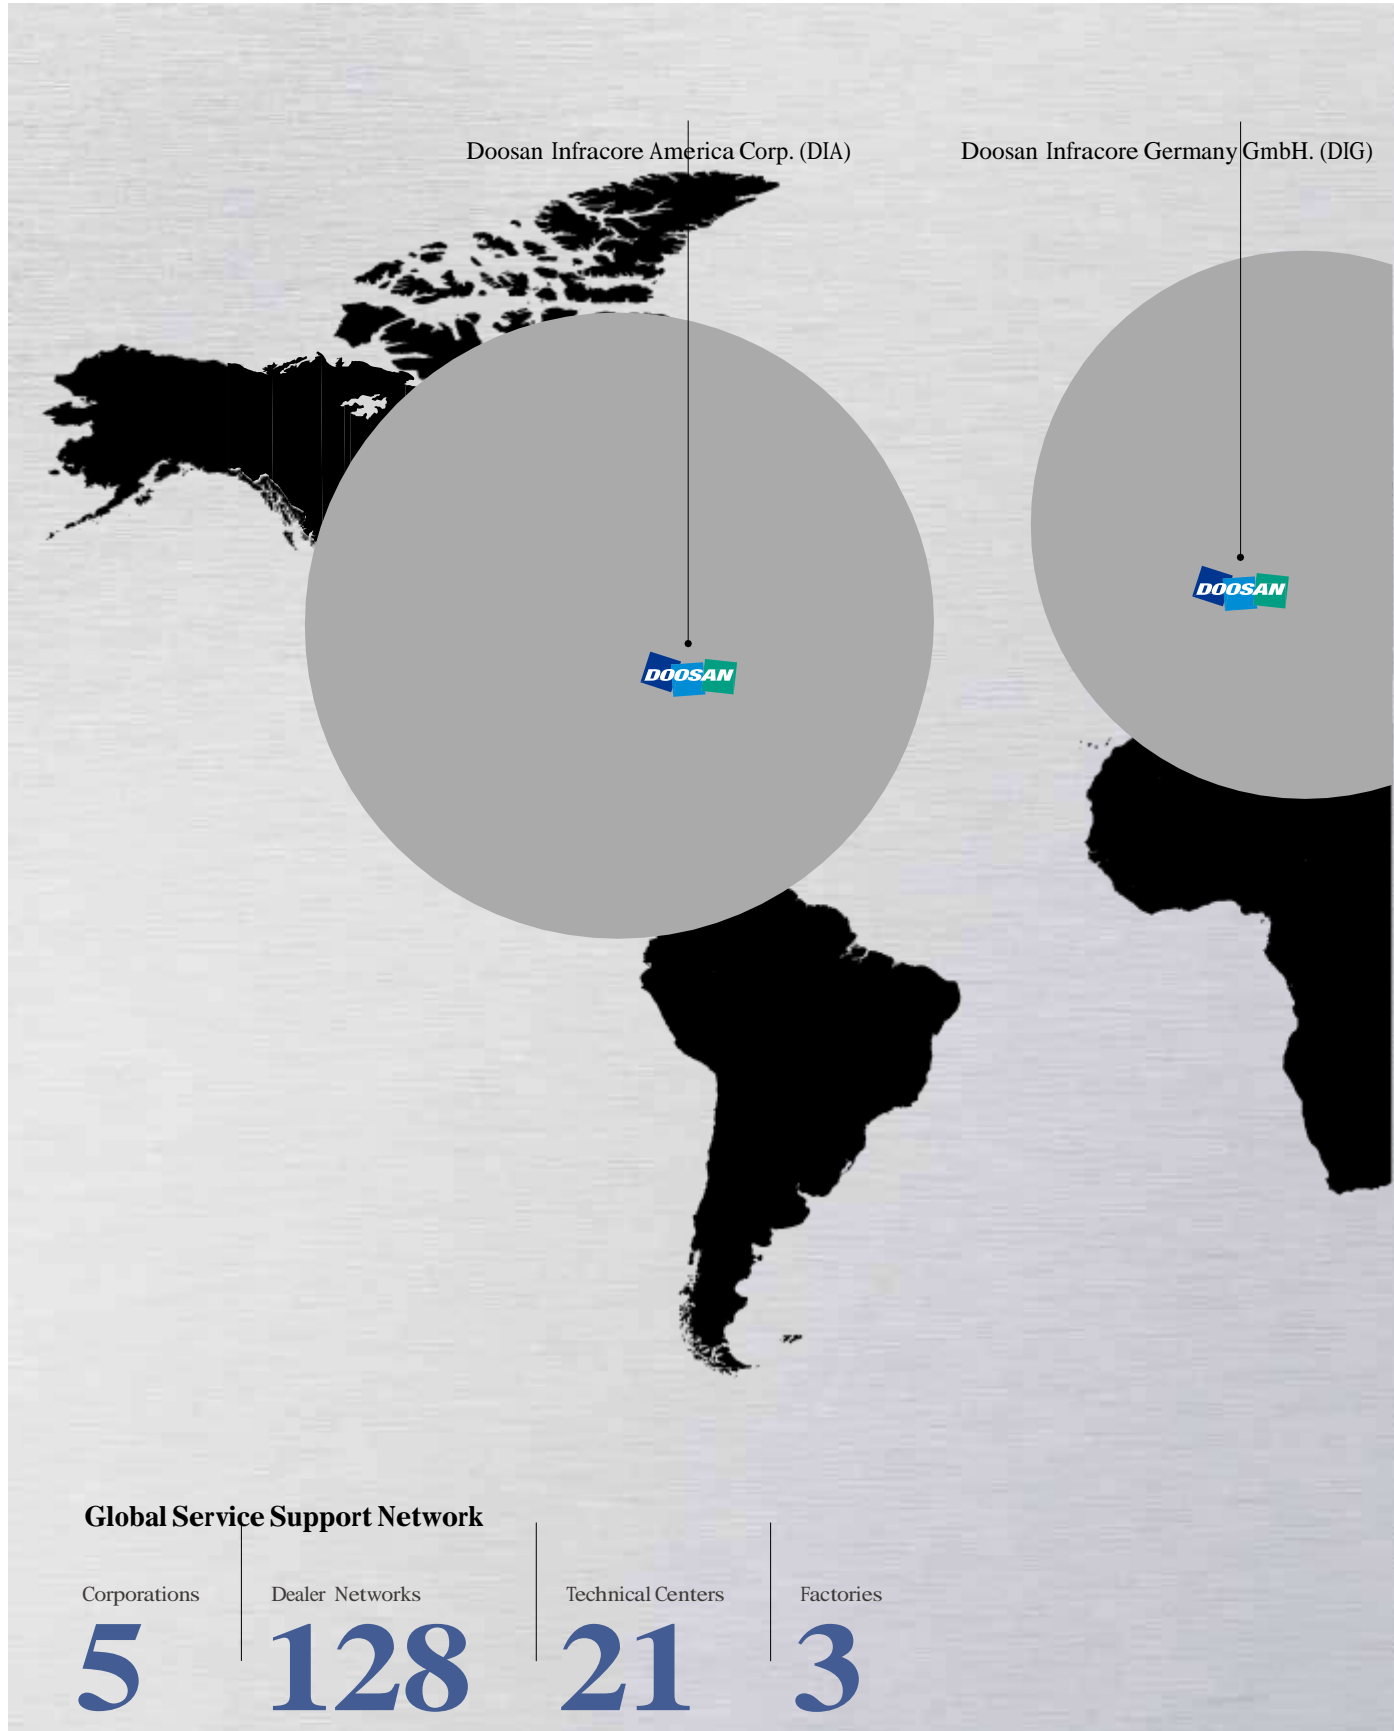 Doosan Infracore America Corp. (DIA)
Doosan Infracore Germany GmbH. (DIG)
DOOSAN
DOOSAN
Global Service Support Network
Corporations
5
Dealer Networks
128
Technical Centers
21
Factories
3